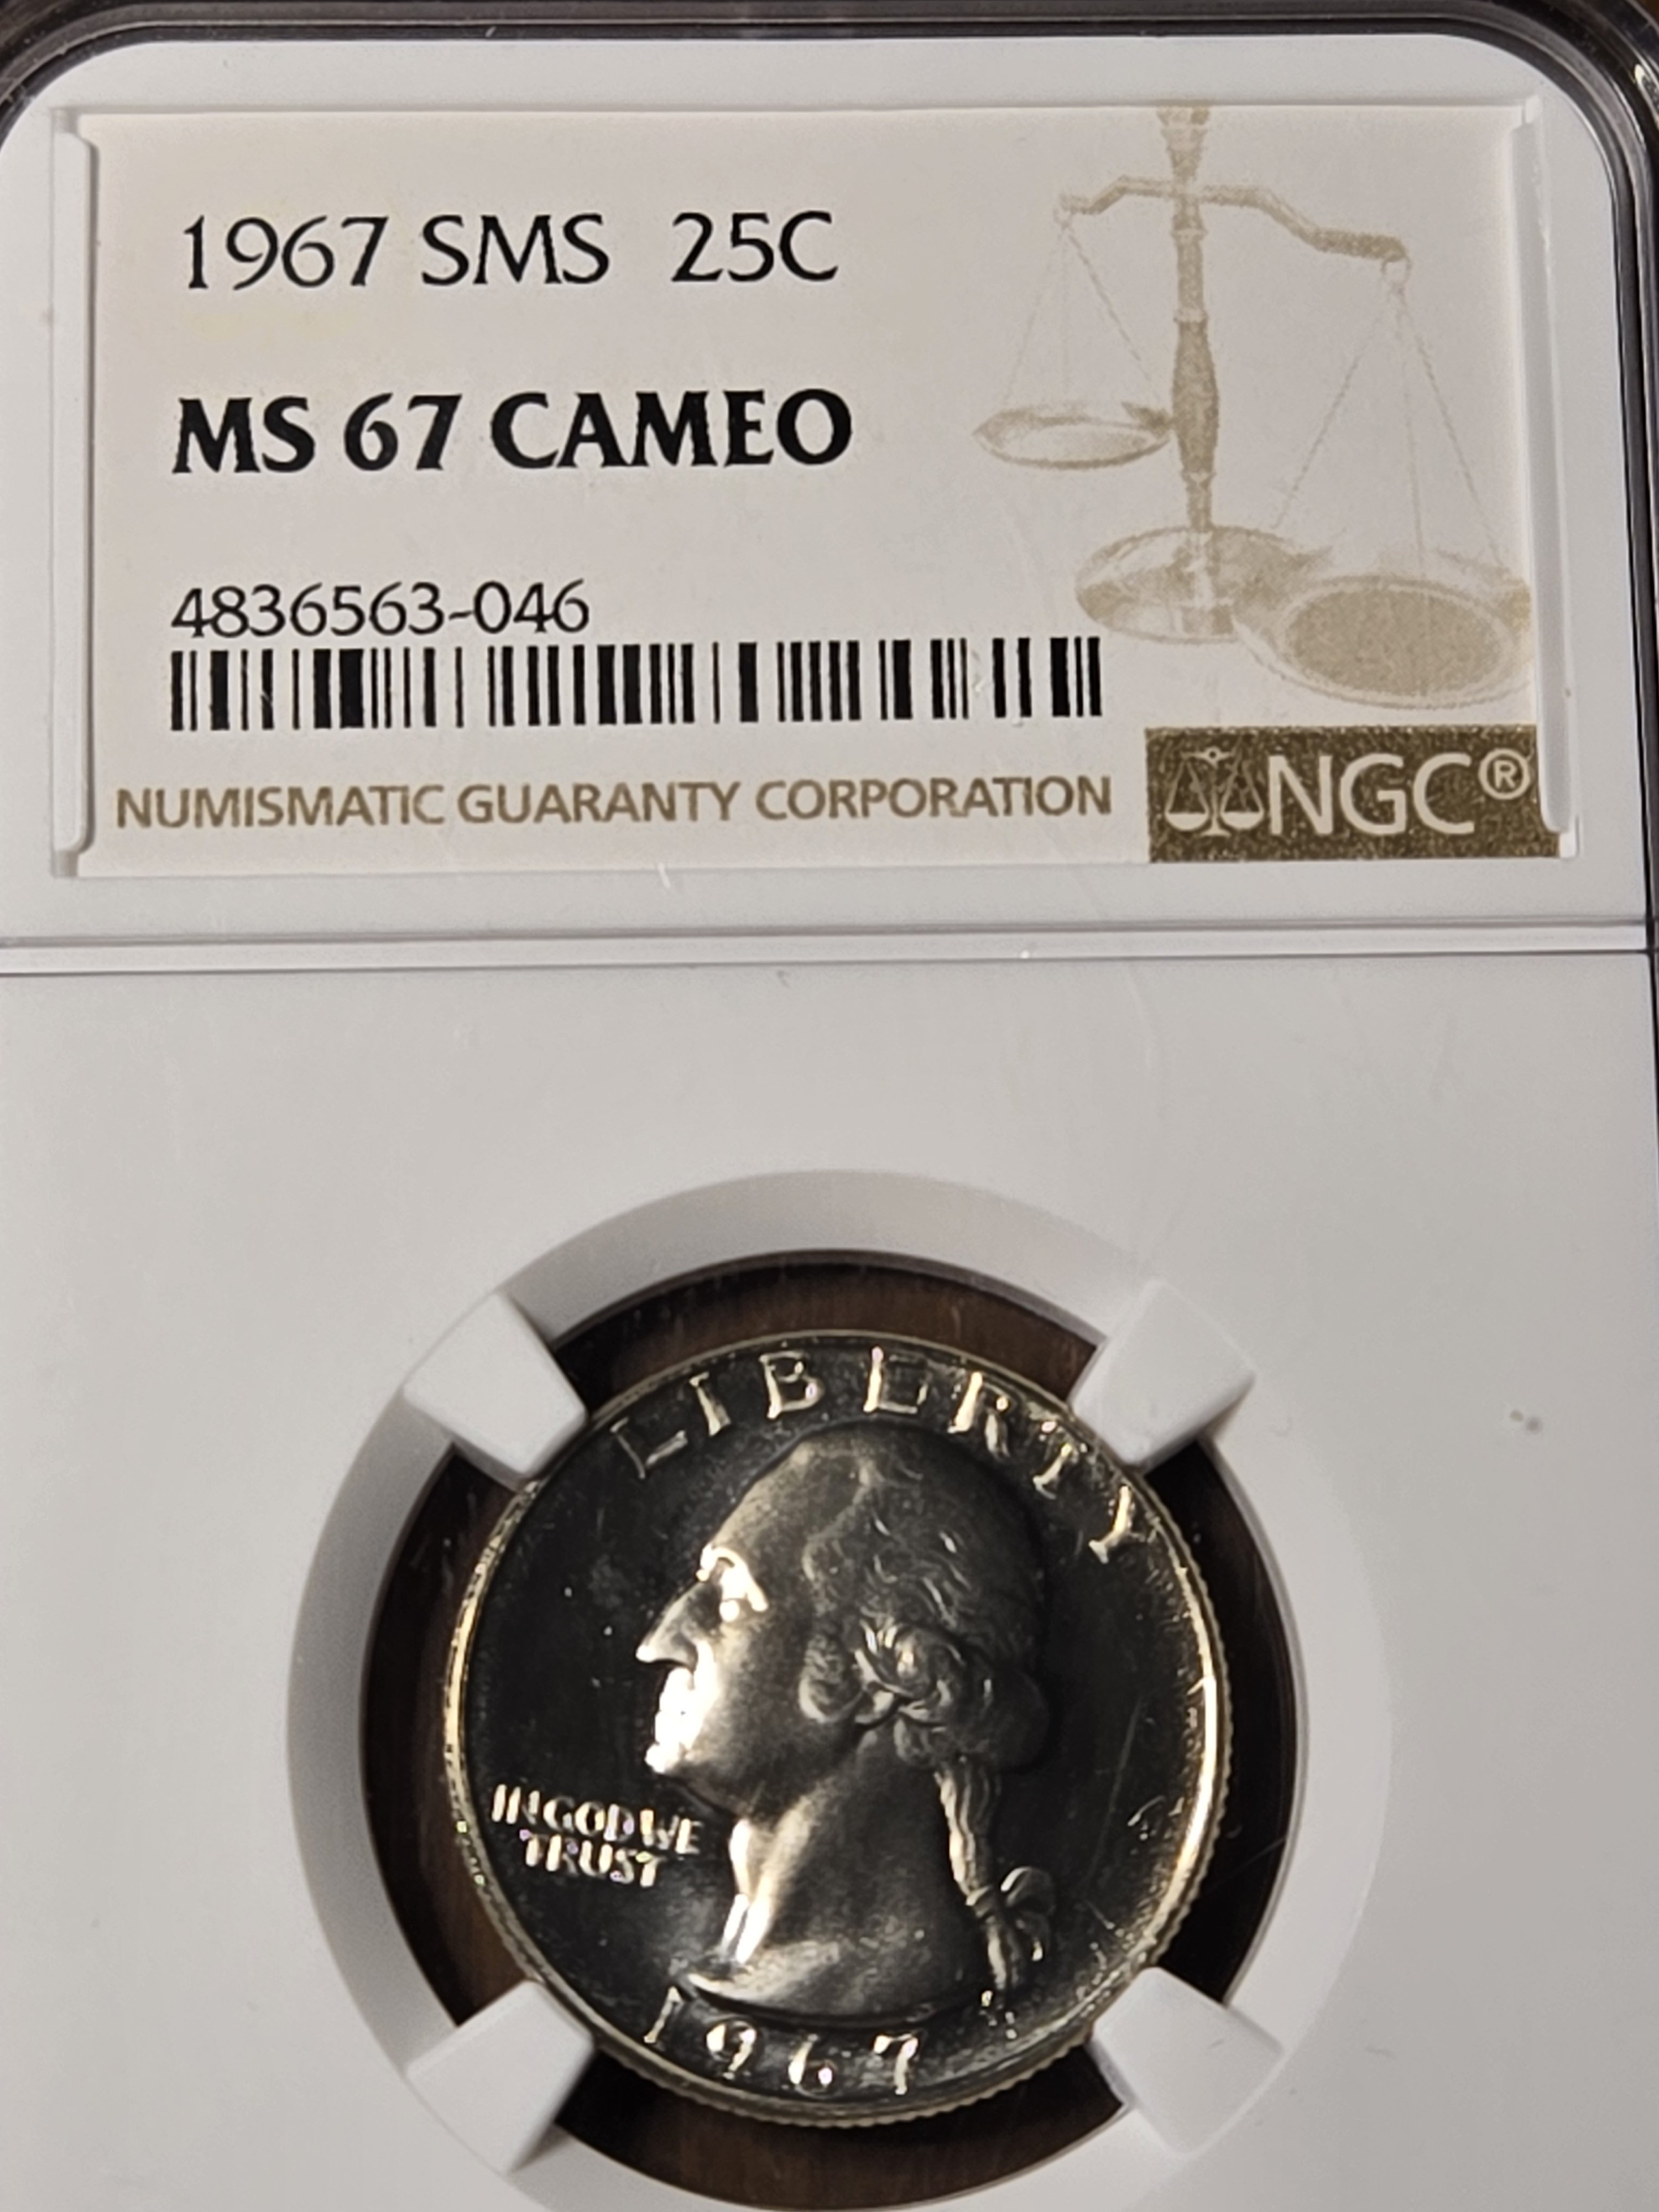 1967 SMS 25C
MS 67 CAMEO
4836563-046
NUMISMATIC GUARANTY CORPORATION
NGC®
LIBERTY
IN GOD WE
TRUST
1967